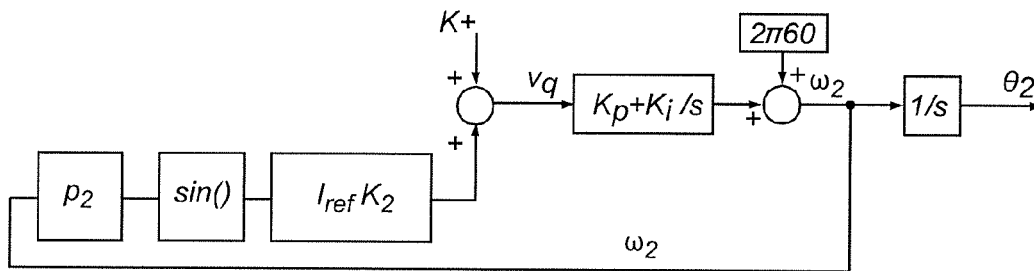 K+
2π60
+
+
v_q
K_p+K_i /s
+
ω_2
1/s
θ_2
+
+
p_2
sin()
I_ref K_2
ω_2